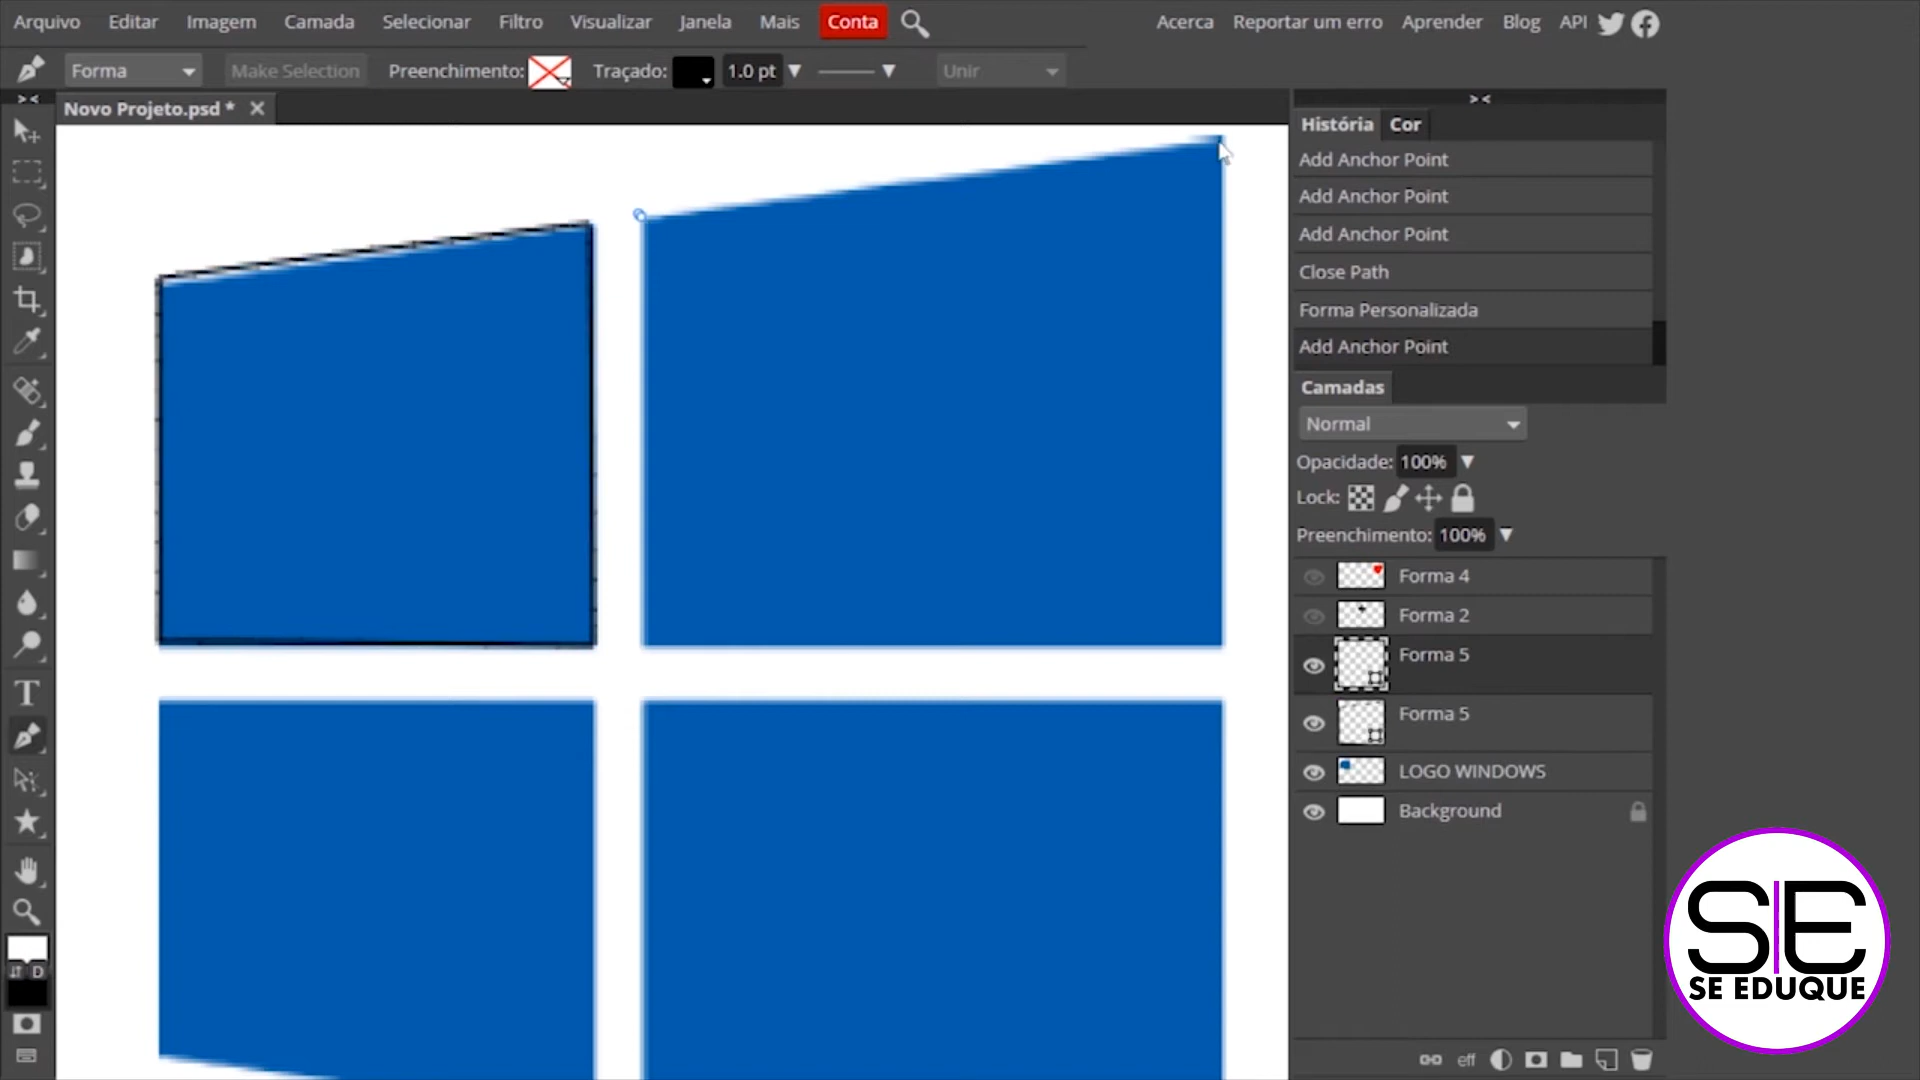 Arquivo Editar Imagem Camada Selecionar Filtro Visualizar Janela Mais Conta Acerca Reportar um erro Aprender Blog API
Forma Make Selection Preenchimento: Traçado: 1.0 pt Unir
Novo Projeto.psd *
História Cor
Add Anchor Point
Add Anchor Point
Add Anchor Point
Close Path
Forma Personalizada
Add Anchor Point
Camadas
Normal
Opacidade: 100%
Lock:
Preenchimento: 100%
Forma 4
Forma 2
Forma 5
Forma 5
LOGO WINDOWS
Background
D
eff
SE
SE EDUQUE